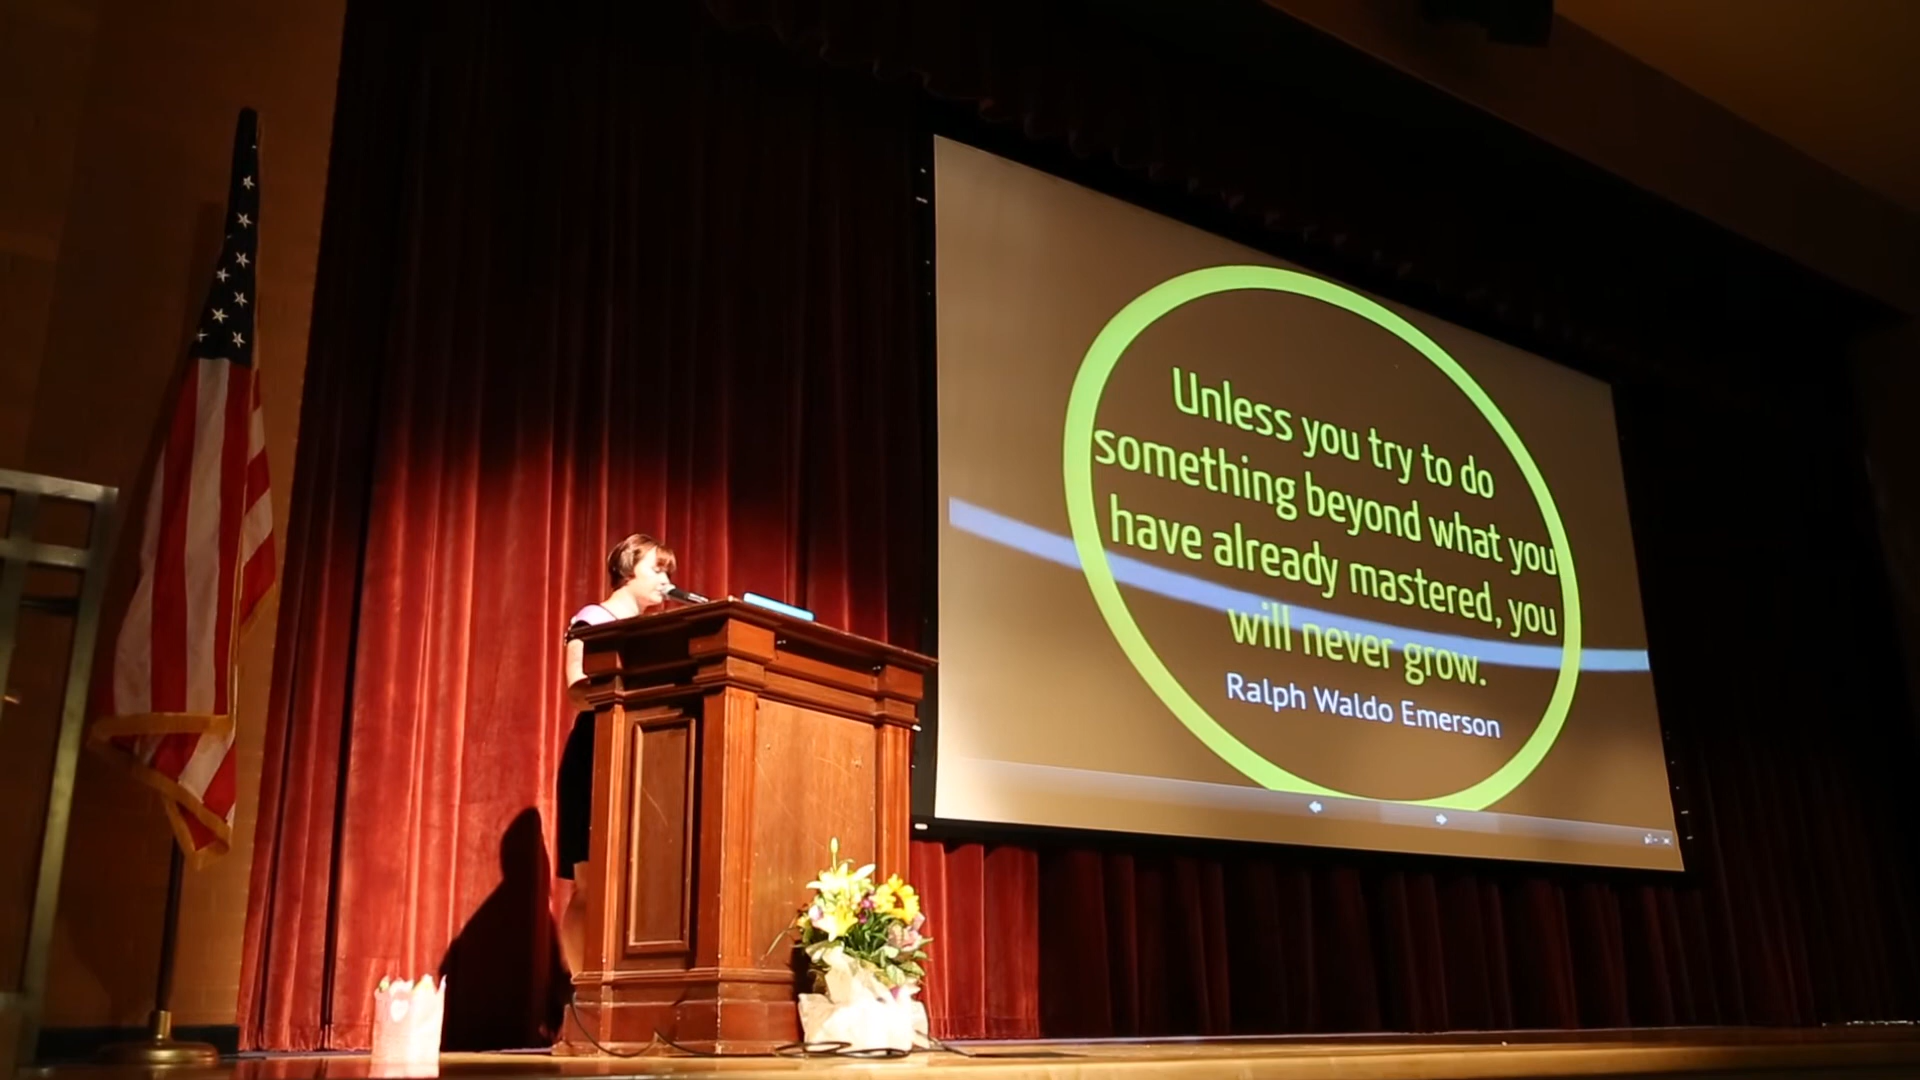 Unless you try to do
something beyond what you
have already mastered, you
will never grow.
Ralph Waldo Emerson